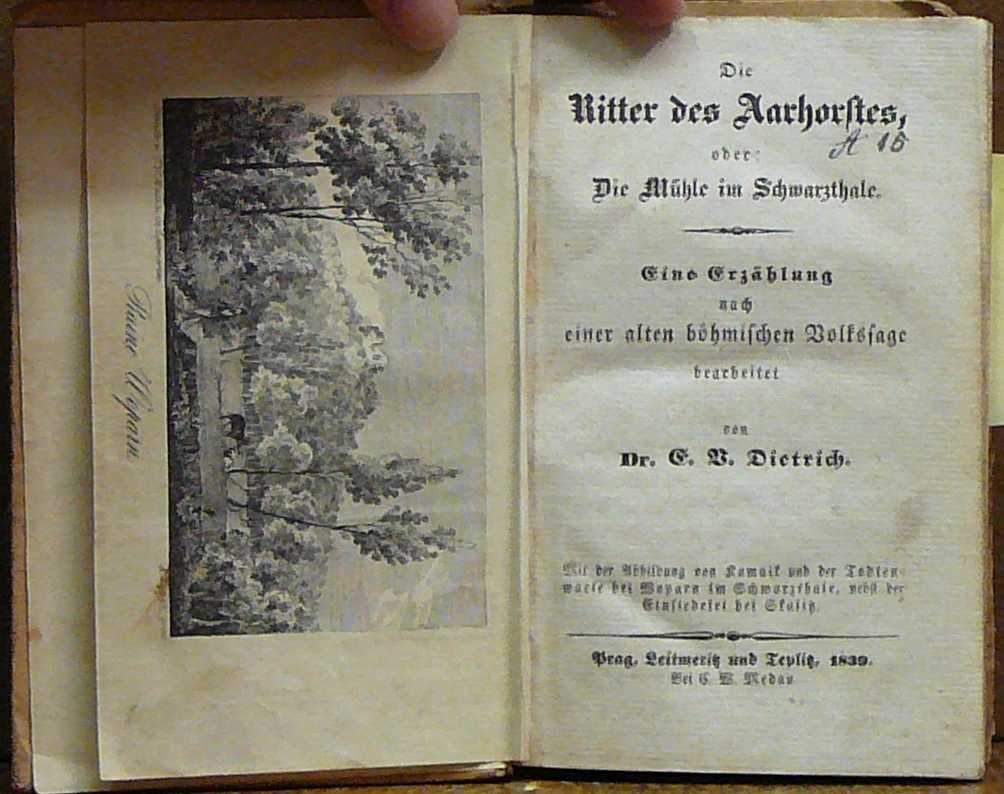 Ruine Wopparn
Die
Ritter des Aarhorstes,
A 15
oder
Die Mühle im Schwarzthale.
Eine Erzählung
nach
einer alten böhmischen Volkssage
bearbeitet
von
Dr. E. V. Dietrich.
Mit der Abbildung von Kamaik und der Todten-
warte bei Woparn im Schwarzthale, nebst der
Einsiedelei bei Skalitz.
Prag, Leitmeritz und Teplitz, 1839.
Bei C. W. Medau